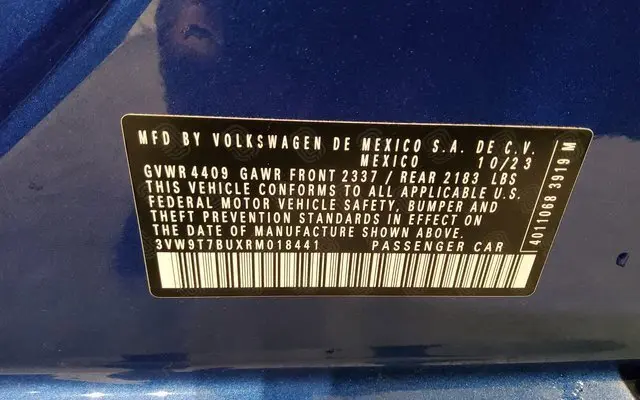 MFD BY VOLKSWAGEN DE MEXICO S.A. DE C.V.
MEXICO 10/23
GVWR 4409 GAWR FRONT 2337 / REAR 2183 LBS
THIS VEHICLE CONFORMS TO ALL APPLICABLE U.S.
FEDERAL MOTOR VEHICLE SAFETY, BUMPER AND
THEFT PREVENTION STANDARDS IN EFFECT ON
THE DATE OF MANUFACTURE SHOWN ABOVE
3VW9T7BUXRM018441 PASSENGER CAR
4011068 3919 M